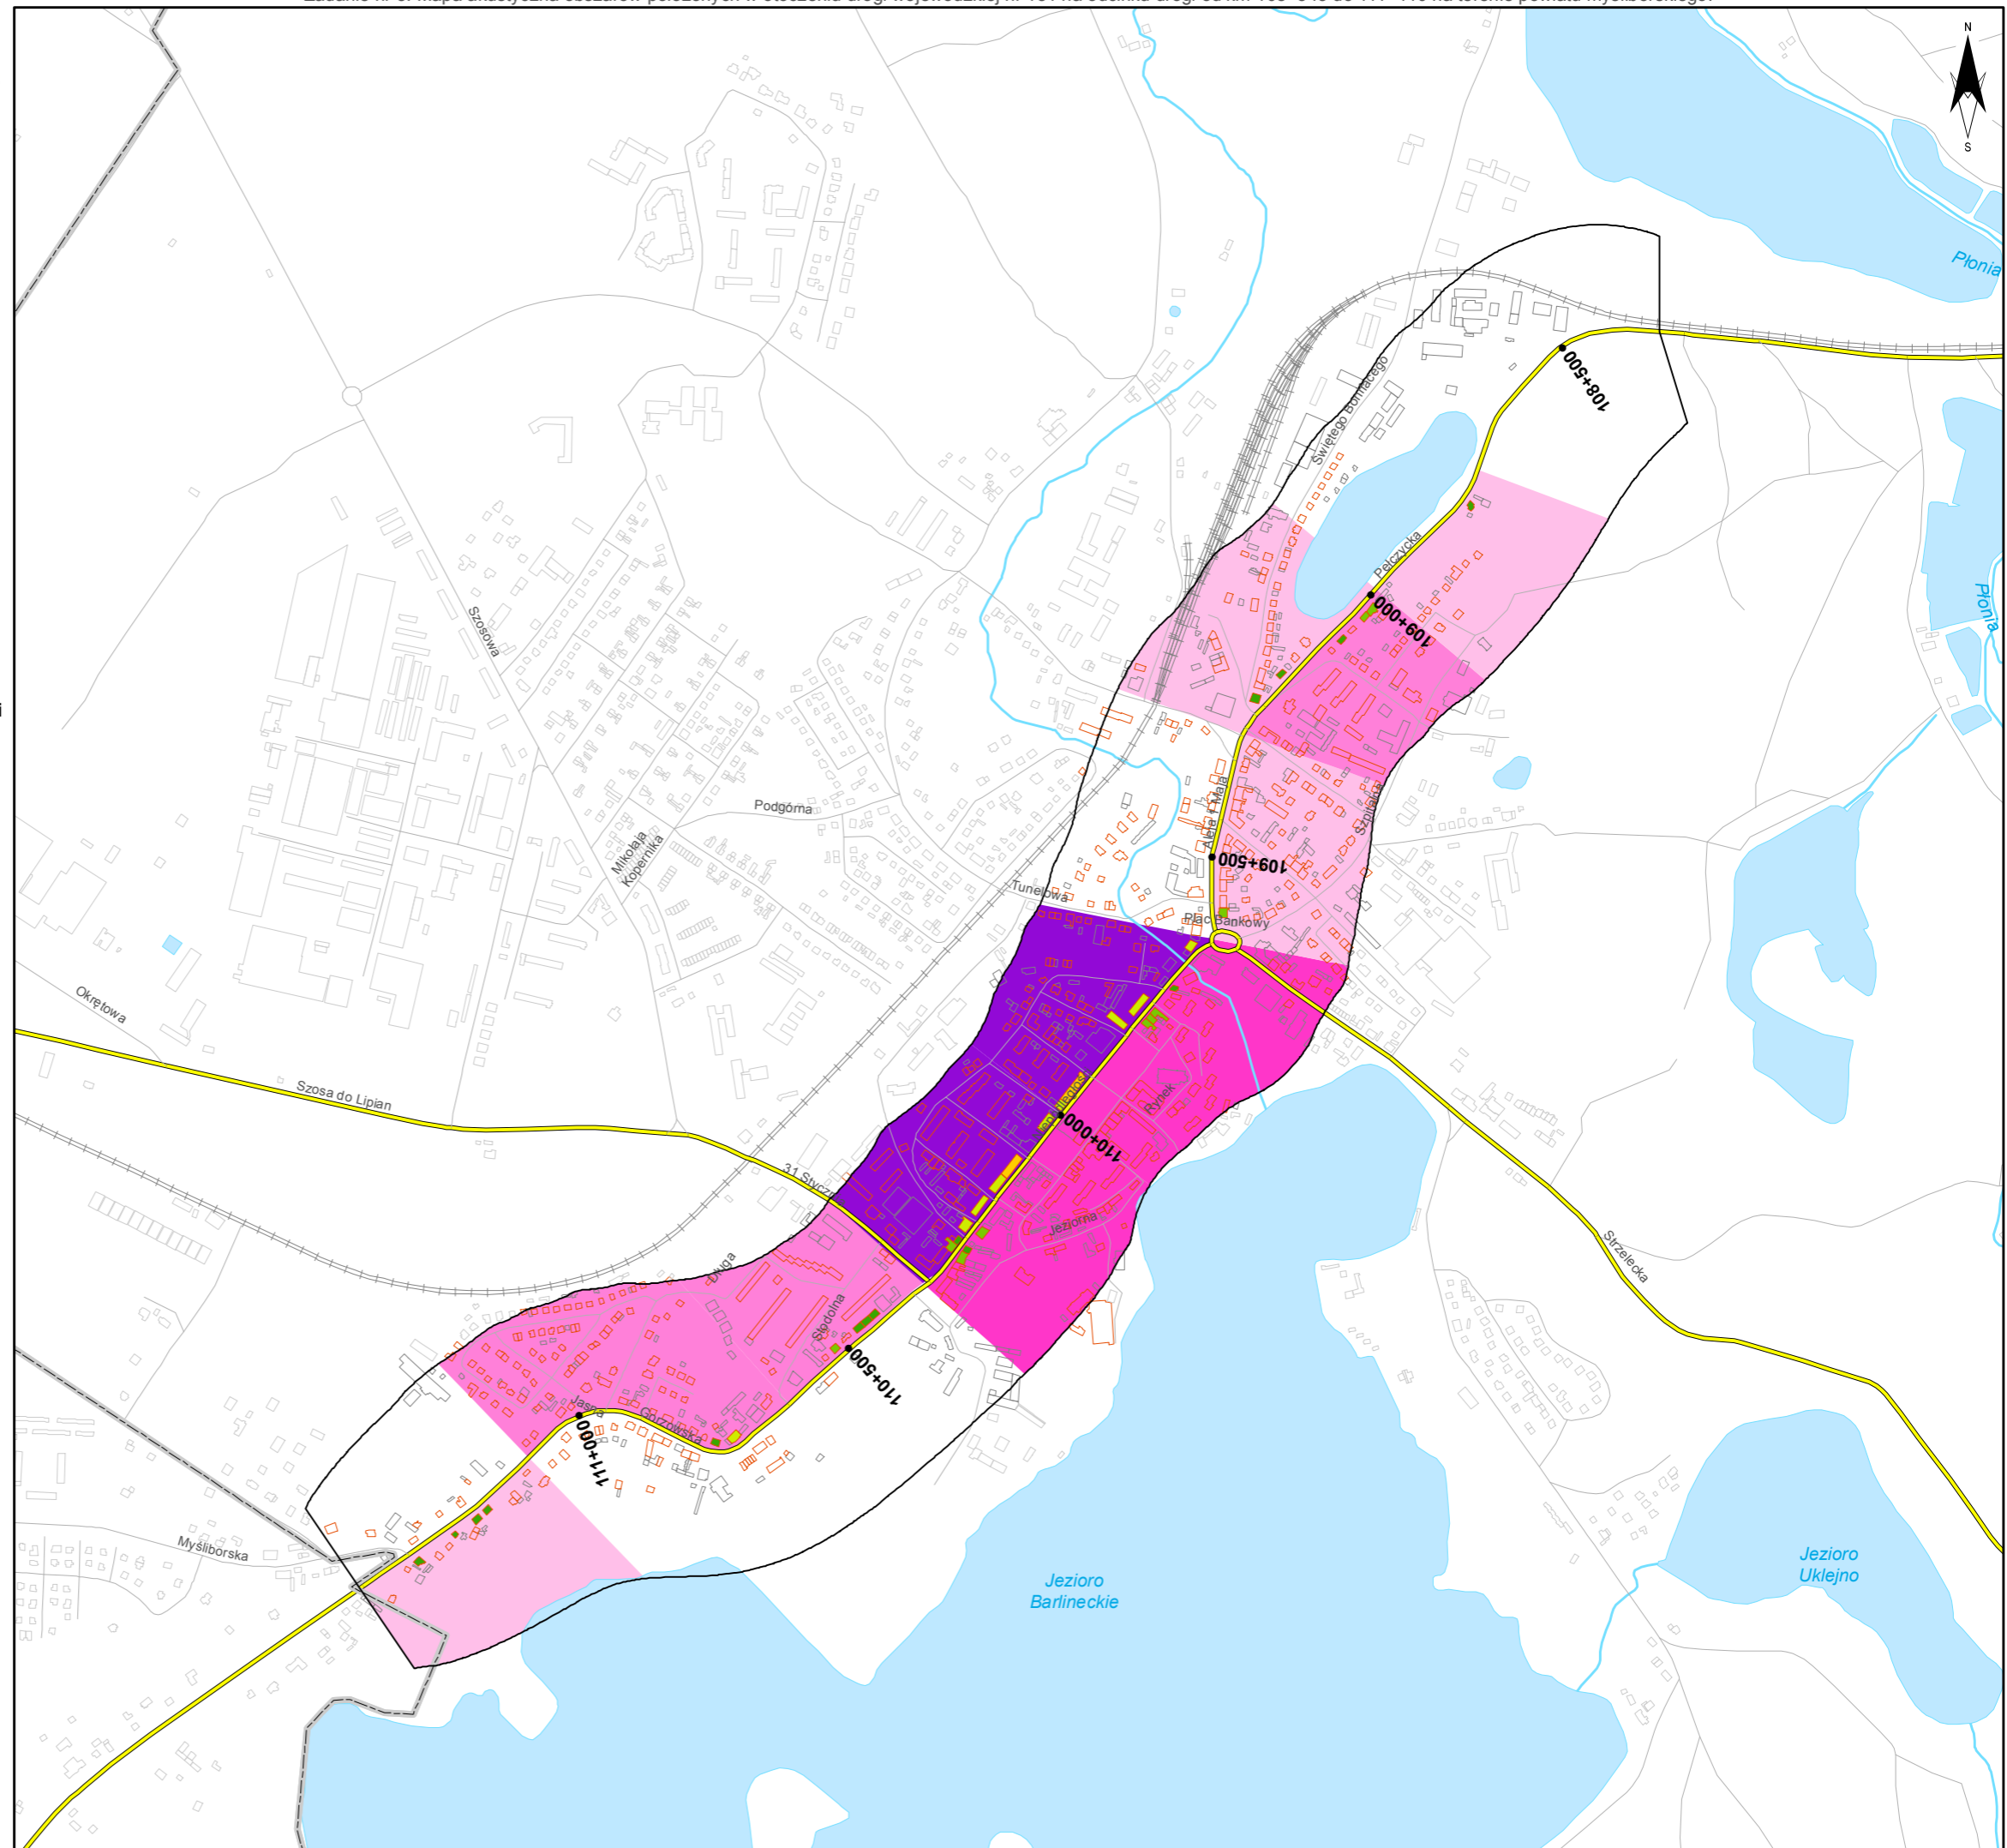 N
S
Płonia
108+500
Świętego Bonifacego
Pełczycka
Płonia
109+000
Szosowa
Podgórna
Mikołaja
Kopernika
Aleja 1 Maja
Szpitalna
109+500
Tunelowa
Plac Bankowy
Okrętowa
Szosa do Lipian
110+000
Rynek
31 Stycznia
Jeziorna
Długa
Strzelecka
Stodolna
110+500
Jasna
Gorzowska
111+000
Myśliborska
Jezioro
Barlineckie
Jezioro
Uklejno